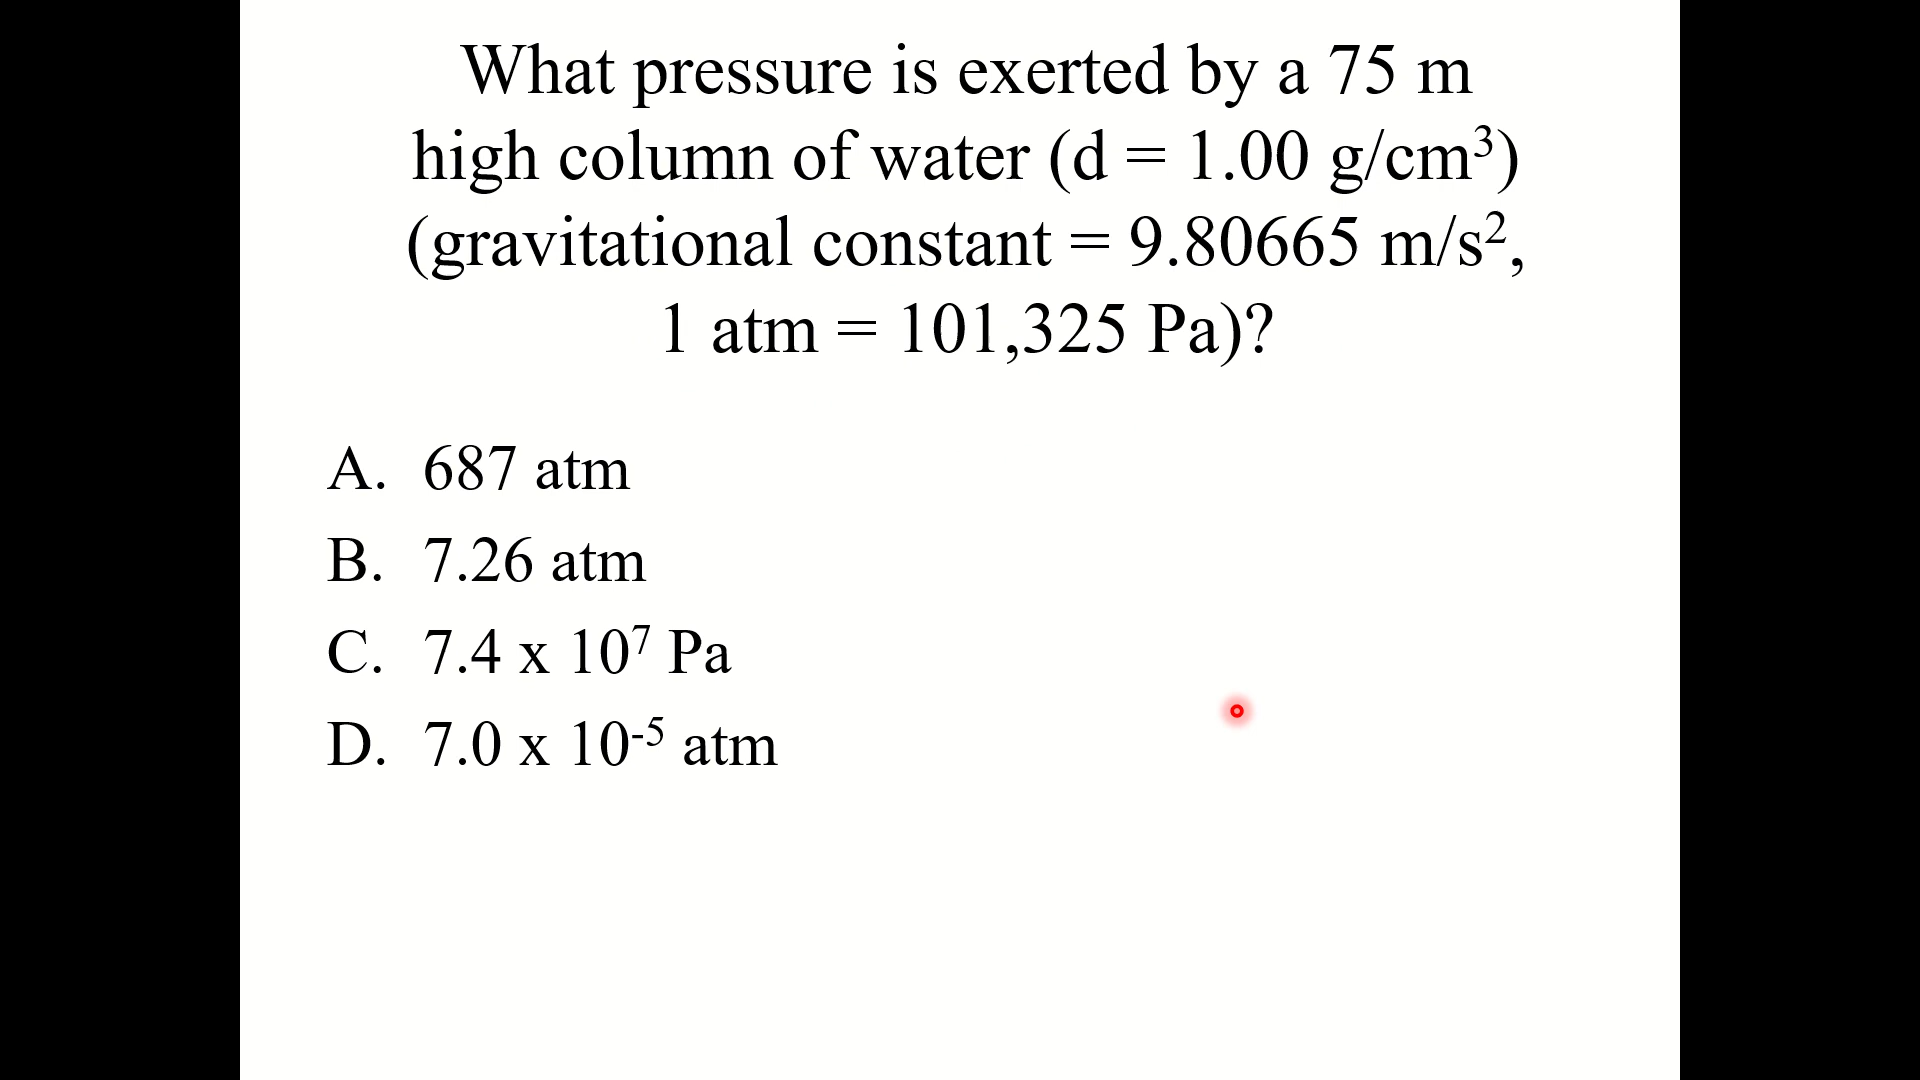 What pressure is exerted by a 75 m
high column of water (d = 1.00 g/cm³)
(gravitational constant = 9.80665 m/s²,
1 atm = 101,325 Pa)?
A. 687 atm
B. 7.26 atm
C. 7.4 x 10⁷ Pa
D. 7.0 x 10⁻⁵ atm